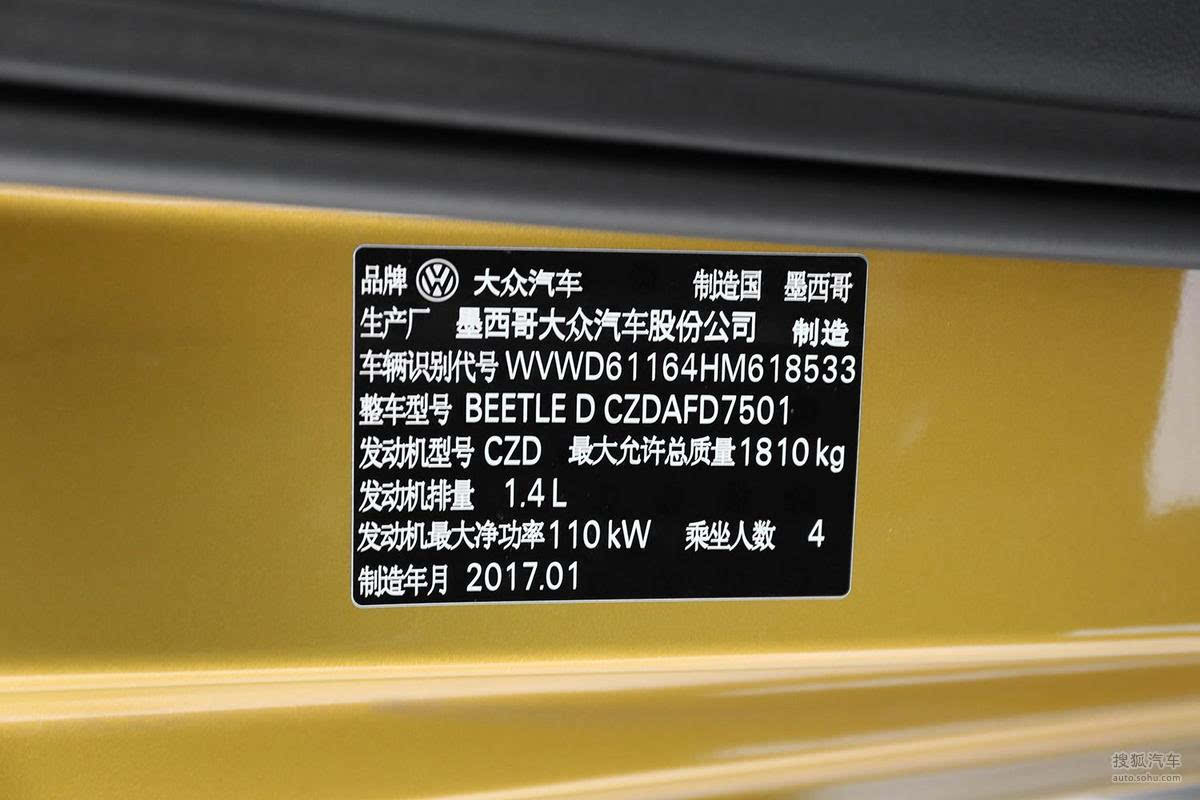 品牌 大众汽车 制造国 墨西哥
生产厂 墨西哥大众汽车股份公司 制造
车辆识别代号 WVWD61164HM618533
整车型号 BEETLE D CZDAFD7501
发动机型号 CZD 最大允许总质量 1810 kg
发动机排量 1.4 L
发动机最大净功率 110 kW 乘坐人数 4
制造年月 2017.01
搜狐汽车
auto.sohu.com